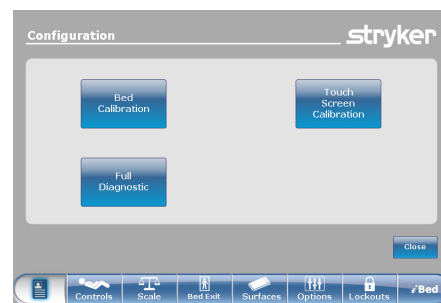 Configuration
stryker
Bed
Calibration
Touch
Screen
Calibration
Full
Diagnostic
Close
Controls
Scale
Bed Exit
Surfaces
Options
Lockouts
iBed